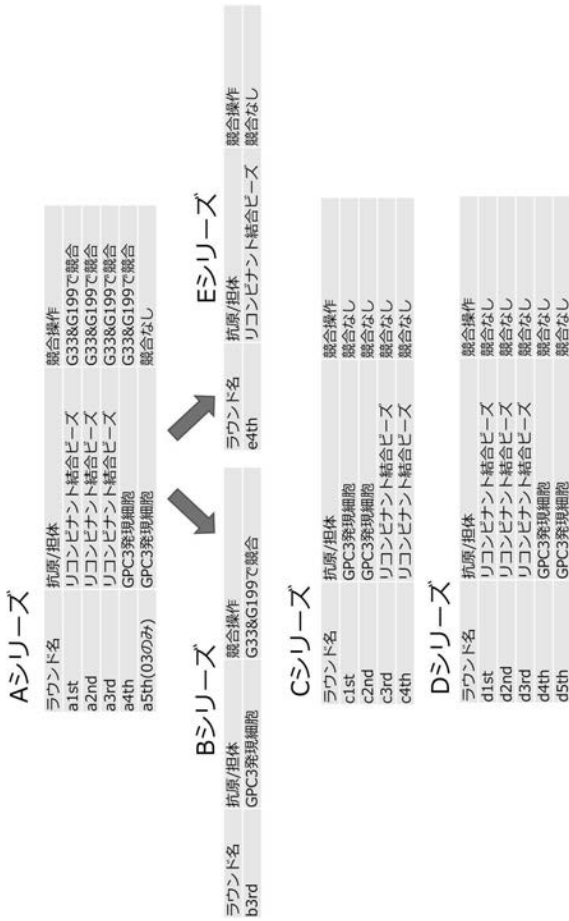 Aシリーズ
ラウンド名 抗原/担体 競合操作
a1st リコンビナント結合ビーズ G33&G199で競合
a2nd リコンビナント結合ビーズ G33&G199で競合
a3rd リコンビナント結合ビーズ G33&G199で競合
a4th GPC3発現細胞 G33&G199で競合
a5th(03のみ) GPC3発現細胞 競合なし
Bシリーズ
ラウンド名 抗原/担体 競合操作
b3rd GPC3発現細胞 G33&G199で競合
Eシリーズ
ラウンド名 抗原/担体 競合操作
e4th リコンビナント結合ビーズ 競合なし
Cシリーズ
ラウンド名 抗原/担体 競合操作
c1st GPC3発現細胞 競合なし
c2nd GPC3発現細胞 競合なし
c3rd リコンビナント結合ビーズ 競合なし
c4th リコンビナント結合ビーズ 競合なし
Dシリーズ
ラウンド名 抗原/担体 競合操作
d1st リコンビナント結合ビーズ 競合なし
d2nd リコンビナント結合ビーズ 競合なし
d3rd リコンビナント結合ビーズ 競合なし
d4th GPC3発現細胞 競合なし
d5th GPC3発現細胞 競合なし